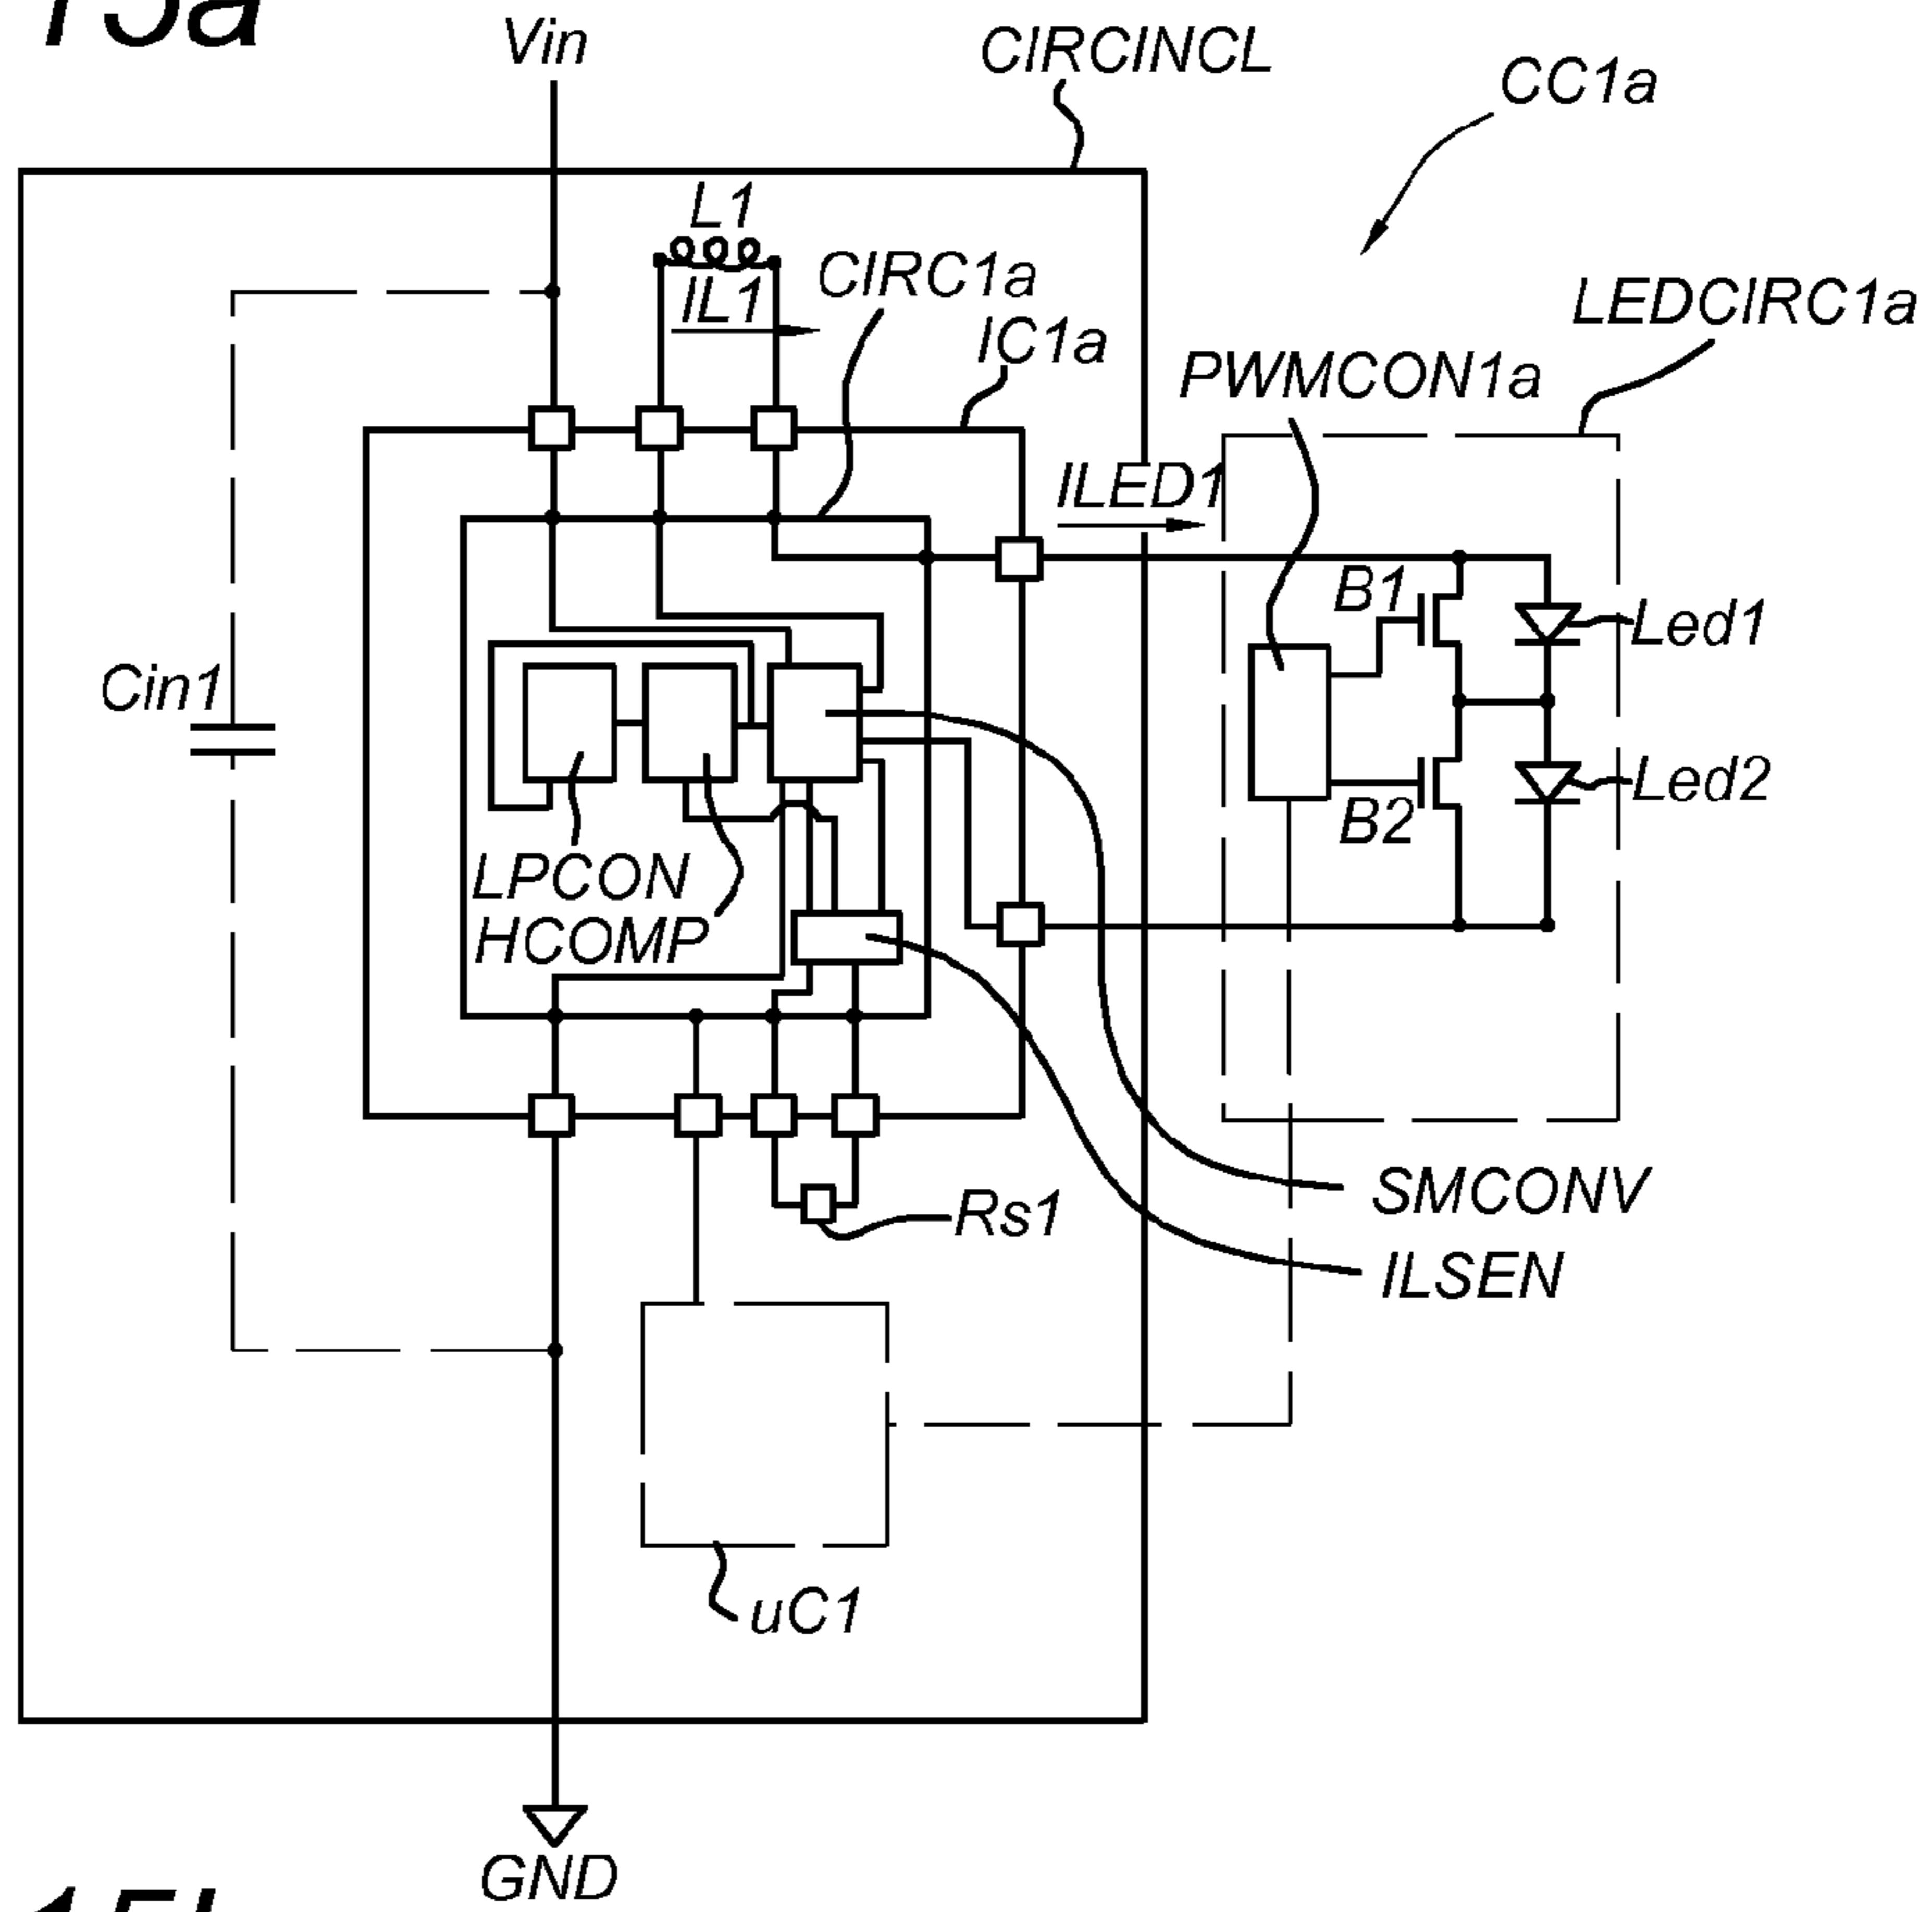 15a
Vin
CIRCINCL
CC1a
L1
CIRC1a
IL1
LEDCIRC1a
IC1a
PWMCON1a
ILED1
B1
Led1
Cin1
Led2
B2
LPCON
HCOMP
SMCONV
Rs1
ILSEN
uC1
GND